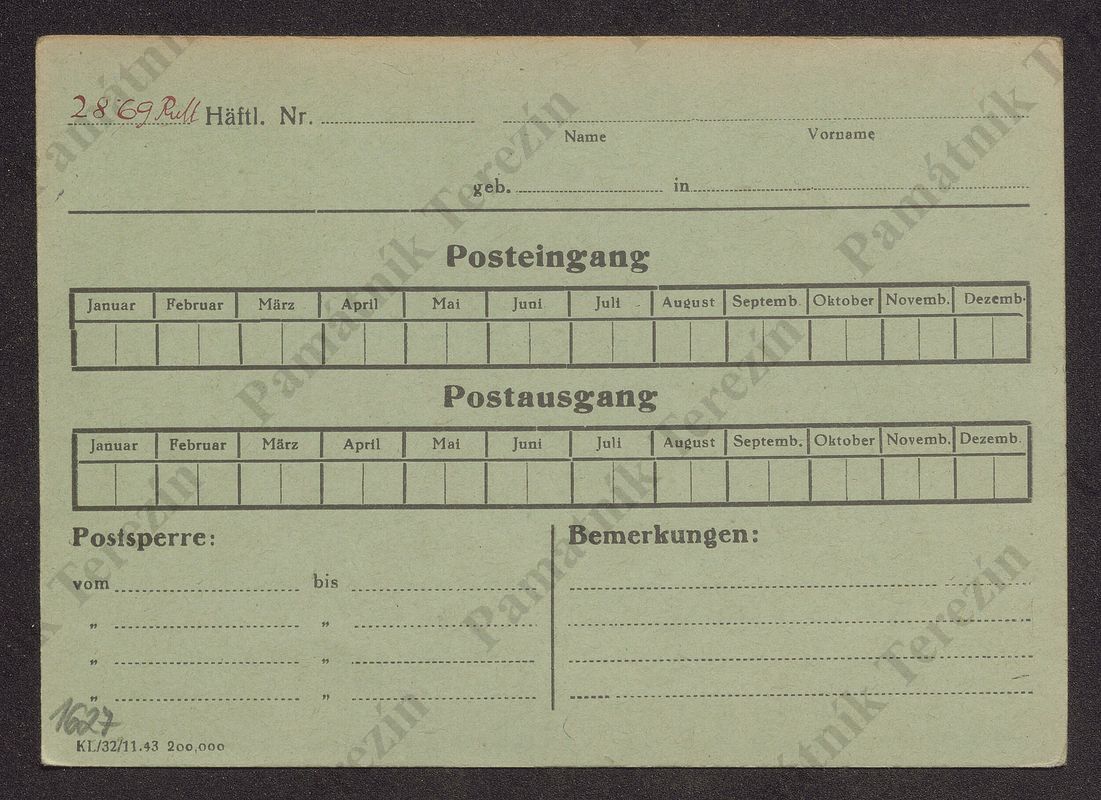 28 69 Häftl. Nr.
Name Vorname
geb. in
Posteingang
Januar Februar März April Mai Juni Juli August Septemb. Oktober Novemb. Dezemb.
Postausgang
Januar Februar März April Mai Juni Juli August Septemb. Oktober Novemb. Dezemb.
Postsperre: Bemerkungen:
vom bis
„ „
„ „
„ „
1627
KL/32/11.43 200,000
Památník Terezín